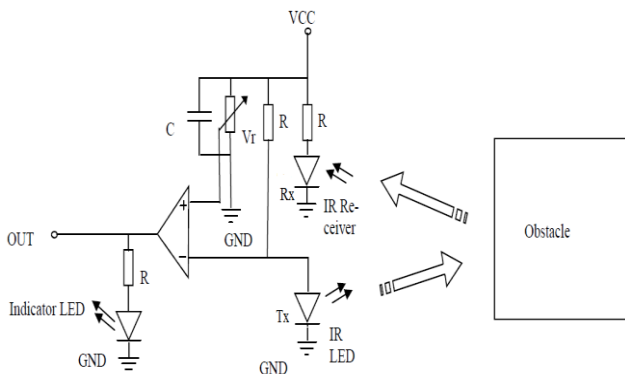 VCC
C
Vr
R
R
Rx
IR Re-
ceiver
+
GND
OUT
-
R
Obstacle
Indicator LED
Tx
IR
LED
GND
GND